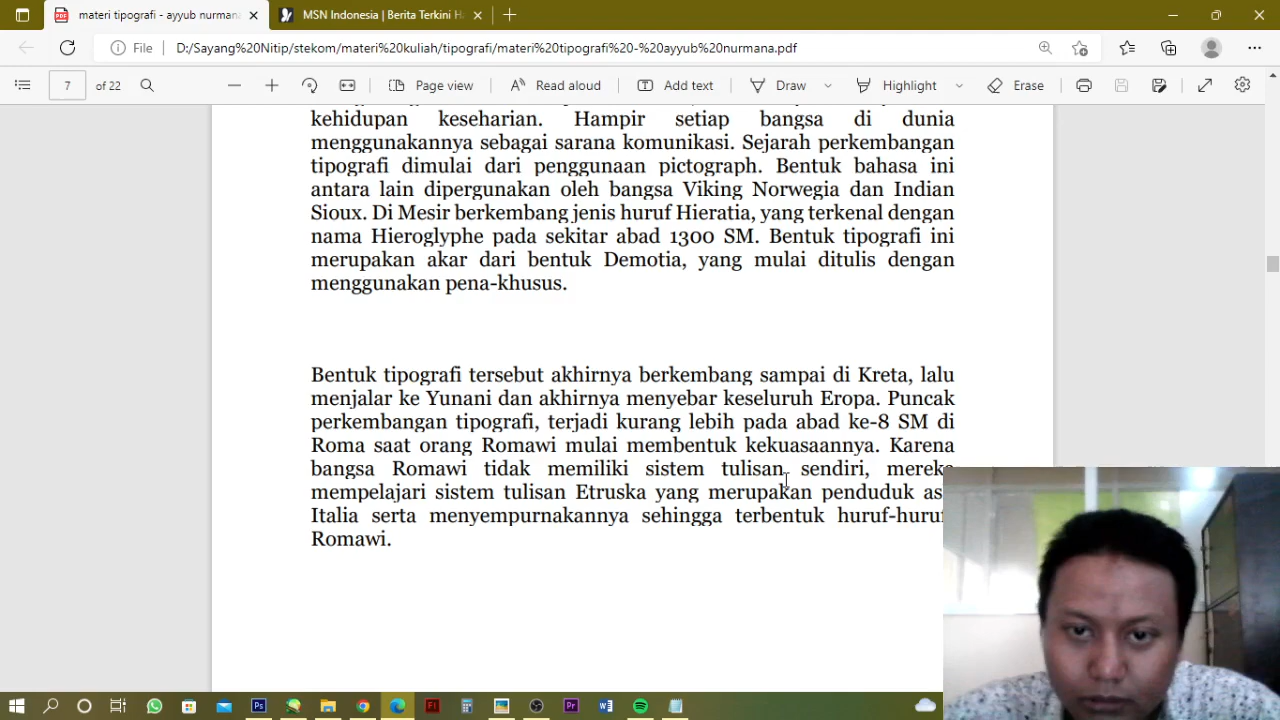 materi tipografi - ayyub nurmana
MSN Indonesia | Berita Terkini Ha
File
D:/Sayang%20Nitip/stekom/materi%20kuliah/tipografi/materi%20tipografi%20-%20ayyub%20nurmana.pdf
7 of 22
Page view
Read aloud
Add text
Draw
Highlight
Erase
kehidupan keseharian. Hampir setiap bangsa di dunia
menggunakannya sebagai sarana komunikasi. Sejarah perkembangan
tipografi dimulai dari penggunaan pictograph. Bentuk bahasa ini
antara lain dipergunakan oleh bangsa Viking Norwegia dan Indian
Sioux. Di Mesir berkembang jenis huruf Hieratia, yang terkenal dengan
nama Hieroglyphe pada sekitar abad 1300 SM. Bentuk tipografi ini
merupakan akar dari bentuk Demotia, yang mulai ditulis dengan
menggunakan pena-khusus.
Bentuk tipografi tersebut akhirnya berkembang sampai di Kreta, lalu
menjalar ke Yunani dan akhirnya menyebar keseluruh Eropa. Puncak
perkembangan tipografi, terjadi kurang lebih pada abad ke-8 SM di
Roma saat orang Romawi mulai membentuk kekuasaannya. Karena
bangsa Romawi tidak memiliki sistem tulisan sendiri, mereka
mempelajari sistem tulisan Etruska yang merupakan penduduk as
Italia serta menyempurnakannya sehingga terbentuk huruf-huruf
Romawi.